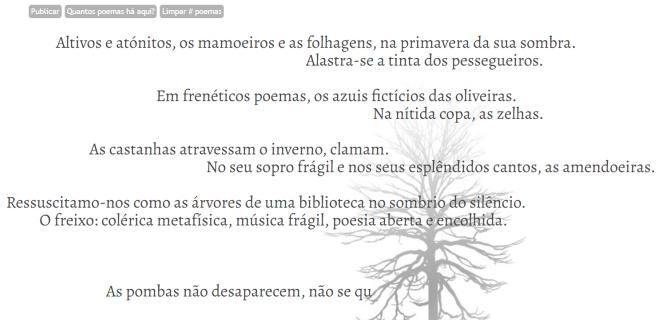 Publicar Quantos poemas há aqui? Limpar # poemas
Altivos e atónitos, os mamoeiros e as folhagens, na primavera da sua sombra.
Alastra-se a tinta dos pessegueiros.
Em frenéticos poemas, os azuis fictícios das oliveiras.
Na nítida copa, as zelhas.
As castanhas atravessam o inverno, clamam.
No seu sopro frágil e nos seus esplêndidos cantos, as amendoeiras.
Ressuscitamo-nos como as árvores de uma biblioteca no sombrio do silêncio.
O freixo: colérica metafísica, música frágil, poesia aberta e encolhida.
As pombas não desaparecem, não se qu